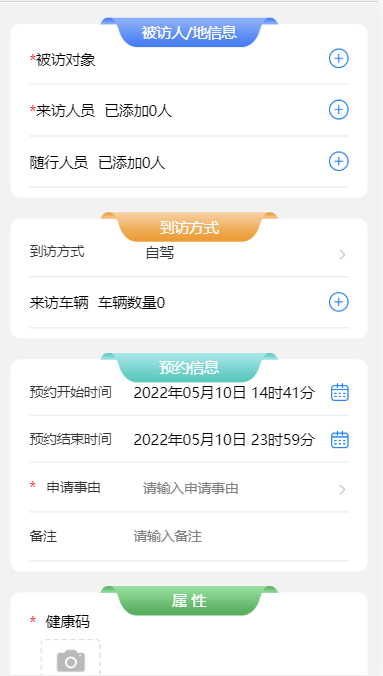 被访人/地信息
*被访对象
*来访人员 已添加0人
随行人员 已添加0人
到访方式
到访方式 自驾
来访车辆 车辆数量0
预约信息
预约开始时间 2022年05月10日 14时41分
预约结束时间 2022年05月10日 23时59分
* 申请事由 请输入申请事由
备注 请输入备注
属 性
* 健康码